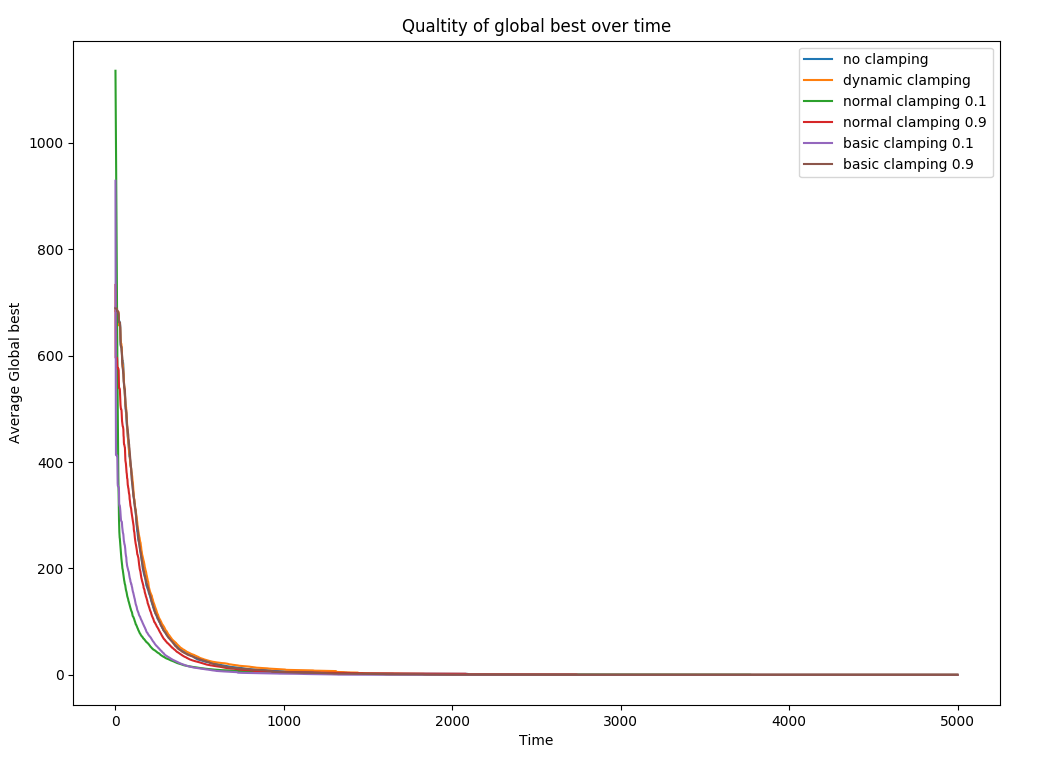 Qualtity of global best over time
no clamping
dynamic clamping
normal clamping 0.1
normal clamping 0.9
basic clamping 0.1
basic clamping 0.9
Average Global best
1000
800
600
400
200
0
0 1000 2000 3000 4000 5000
Time